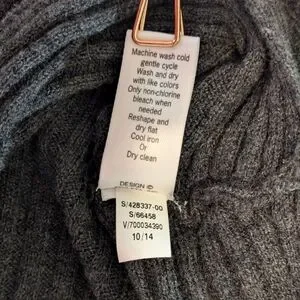 Machine wash cold
gentle cycle
Wash and dry
with like colors
Only non-chlorine
bleach when
needed
Reshape and
dry flat
Cool iron
Or
Dry clean
DESIGN ©
S/428337-00
S/66458
V/700034390
10/14